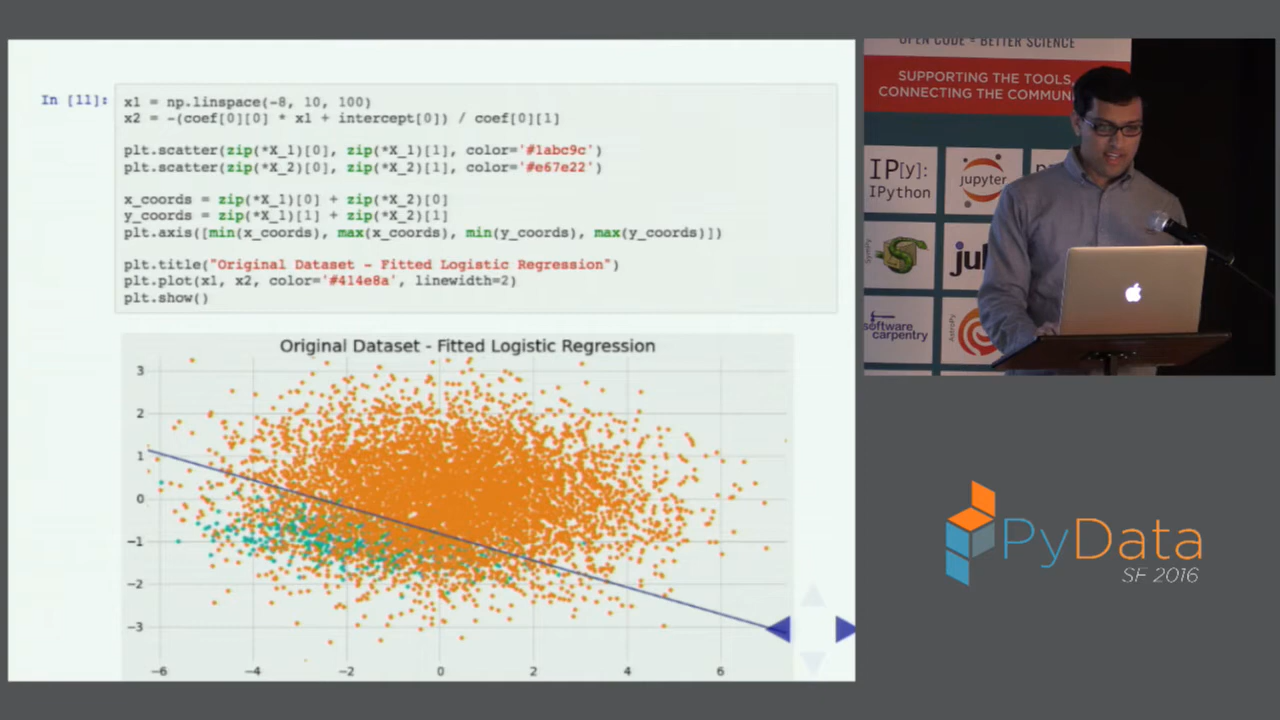 In [11]:
x1 = np.linspace(-8, 10, 100)
x2 = -(coef[0][0] * x1 + intercept[0]) / coef[0][1]
plt.scatter(zip(*X_1)[0], zip(*X_1)[1], color='#1abc9c')
plt.scatter(zip(*X_2)[0], zip(*X_2)[1], color='#e67e22')
x_coords = zip(*X_1)[0] + zip(*X_2)[0]
y_coords = zip(*X_1)[1] + zip(*X_2)[1]
plt.axis([min(x_coords), max(x_coords), min(y_coords), max(y_coords)])
plt.title("Original Dataset - Fitted Logistic Regression")
plt.plot(x1, x2, color='#414e8a', linewidth=2)
plt.show()
Original Dataset - Fitted Logistic Regression
3
2
1
0
−1
−2
−3
−6 −4 −2 0 2 4 6
OPEN CODE = BETTER SCIENCE
SUPPORTING THE TOOLS,
CONNECTING THE COMMUN
IP[y]:
IPython
jupyter
SymPy
jul
software
carpentry
AstroPy
PyData
SF 2016